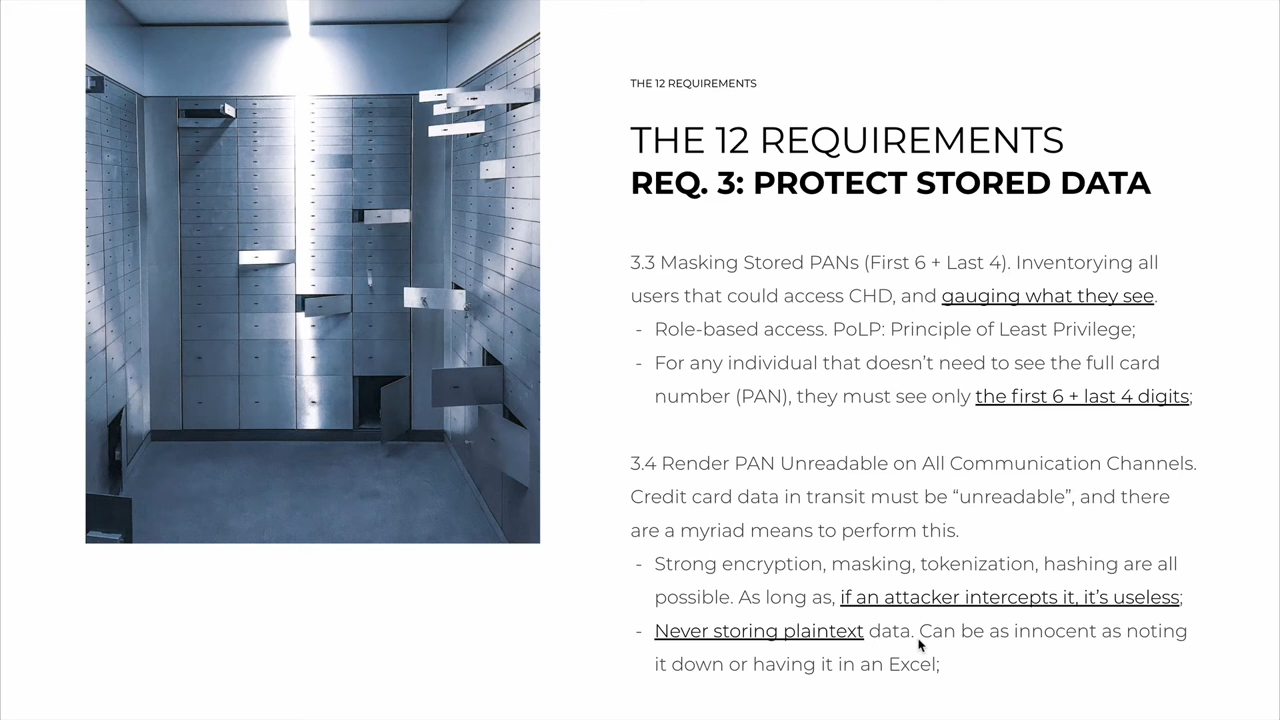 THE 12 REQUIREMENTS
THE 12 REQUIREMENTS
REQ. 3: PROTECT STORED DATA
3.3 Masking Stored PANs (First 6 + Last 4). Inventorying all
users that could access CHD, and gauging what they see.
- Role-based access. PoLP: Principle of Least Privilege;
- For any individual that doesn’t need to see the full card
number (PAN), they must see only the first 6 + last 4 digits;
3.4 Render PAN Unreadable on All Communication Channels.
Credit card data in transit must be “unreadable”, and there
are a myriad means to perform this.
- Strong encryption, masking, tokenization, hashing are all
possible. As long as, if an attacker intercepts it, it’s useless;
- Never storing plaintext data. Can be as innocent as noting
it down or having it in an Excel;